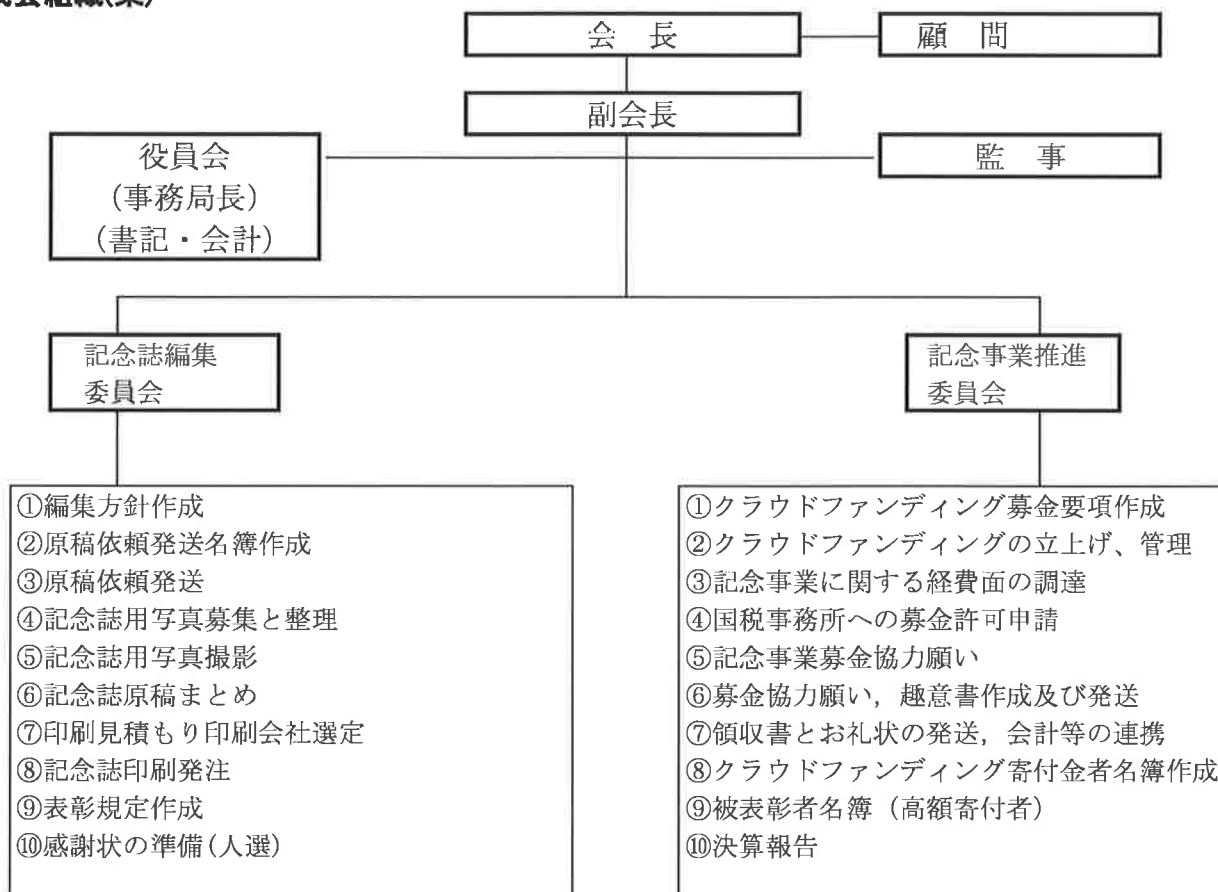 会組織(案)
会 長
顧 問
副会長
役員会
(事務局長)
(書記・会計)
監 事
記念誌編集
委員会
記念事業推進
委員会
①編集方針作成
②原稿依頼発送名簿作成
③原稿依頼発送
④記念誌用写真募集と整理
⑤記念誌用写真撮影
⑥記念誌原稿まとめ
⑦印刷見積もり印刷会社選定
⑧記念誌印刷発注
⑨表彰規定作成
⑩感謝状の準備(人選)
①クラウドファンディング募金要項作成
②クラウドファンディングの立上げ、管理
③記念事業に関する経費面の調達
④国税事務所への募金許可申請
⑤記念事業募金協力願い
⑥募金協力願い，趣意書作成及び発送
⑦領収書とお礼状の発送，会計等の連携
⑧クラウドファンディング寄付金者名簿作成
⑨被表彰者名簿（高額寄付者）
⑩決算報告